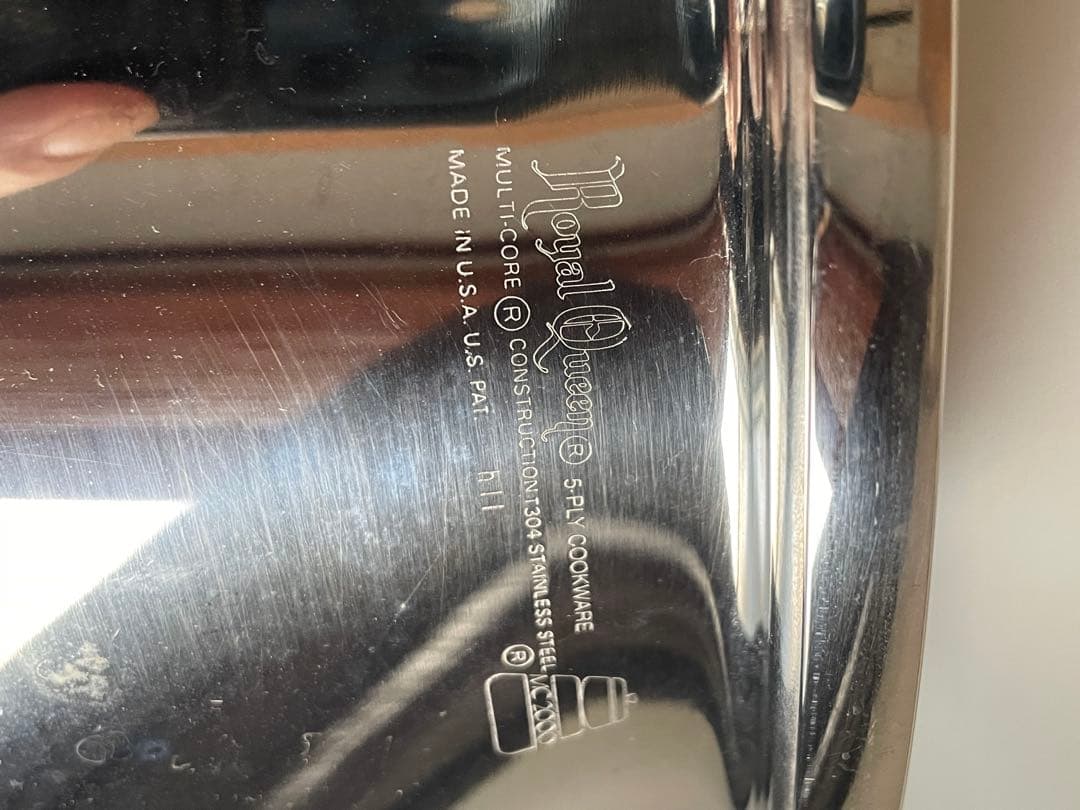 Royal Queen® 5-PLY COOKWARE
MULTI-CORE ® CONSTRUCTION T304 STAINLESS STEEL VC2000
®
MADE IN U.S.A. U.S. PAT.